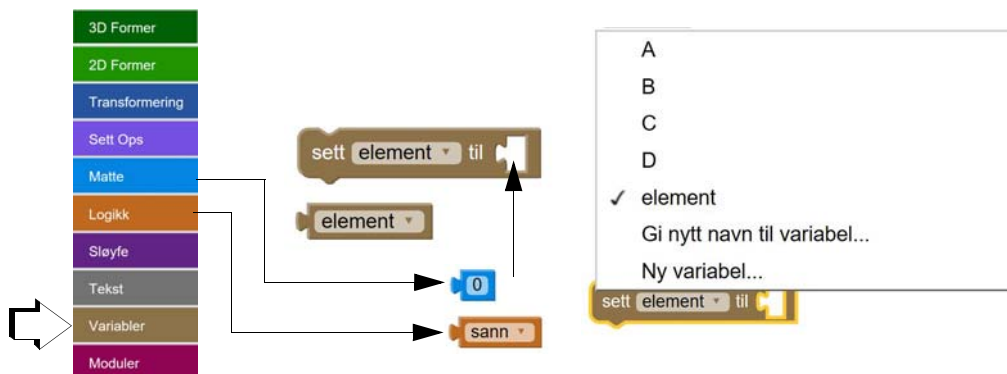 3D Former
2D Former
Transformering
Sett Ops
Matte
Logikk
Sløyfe
Tekst
Variabler
Moduler
sett element til
element
0
sann
A
B
C
D
✓ element
Gi nytt navn til variabel...
Ny variabel...
sett element til